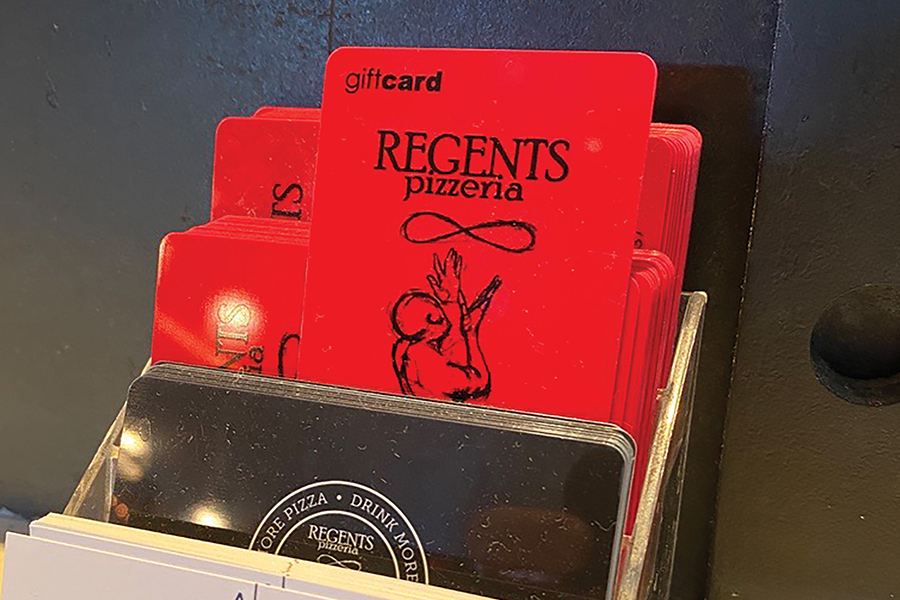 giftcard
REGENTS
pizzeria
ORE PIZZA • DRINK MORE
REGENTS
pizzeria